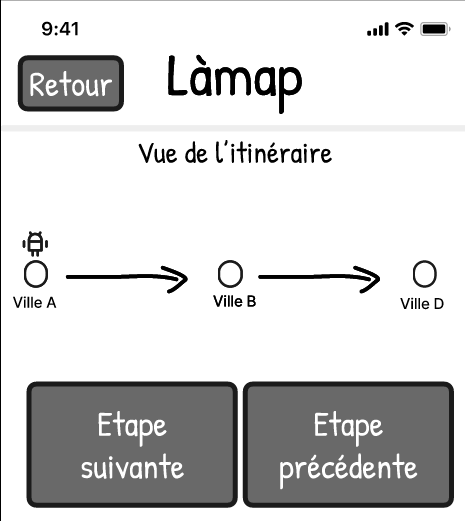 9:41
Retour
Làmap
Vue de l'itinéraire
Ville A
Ville B
Ville D
Etape
suivante
Etape
précédente